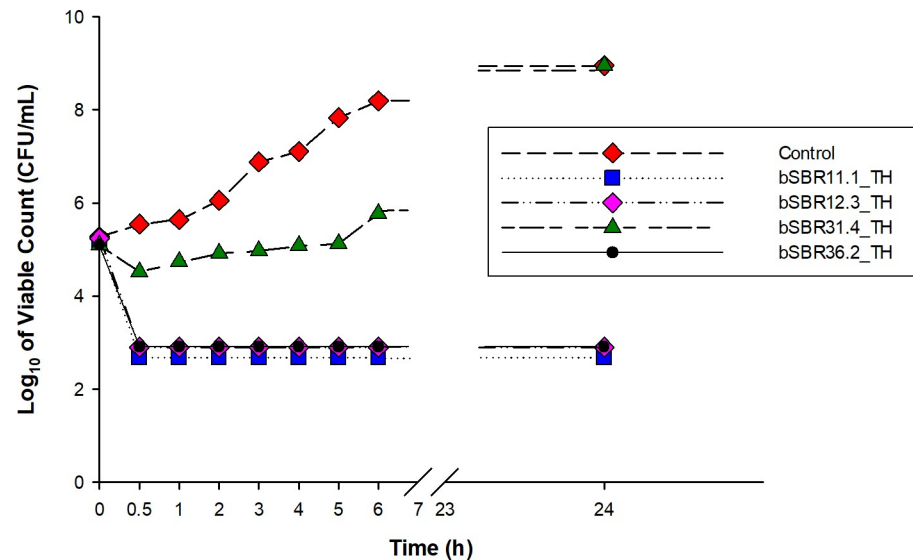 Log10 of Viable Count (CFU/mL)
10
8
6
4
2
0
0 0.5 1 2 3 4 5 6 7 23 24
Time (h)
Control
bSBR11.1_TH
bSBR12.3_TH
bSBR31.4_TH
bSBR36.2_TH